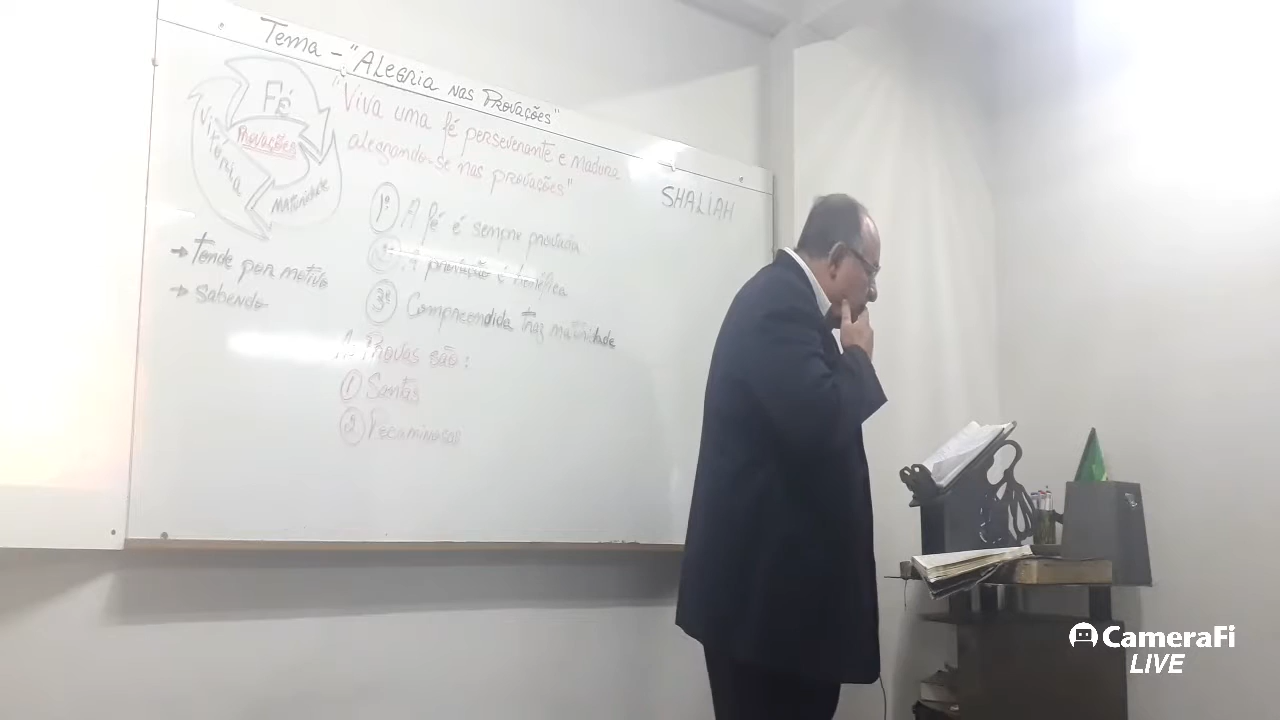 Tema - "Alegria nas Provações"
"Viva uma fé perseverante e madura
alegrando-se nas provações"
Fé
Provações
Vitória
maturidade
SHALIAH
1º A fé é sempre provada
2º A provação é
3º Compreendida traz maturidade
→ tende por motivo
→ Sabendo
As Provas são:
1 Santas
2 Pecaminosas
CameraFi
LIVE